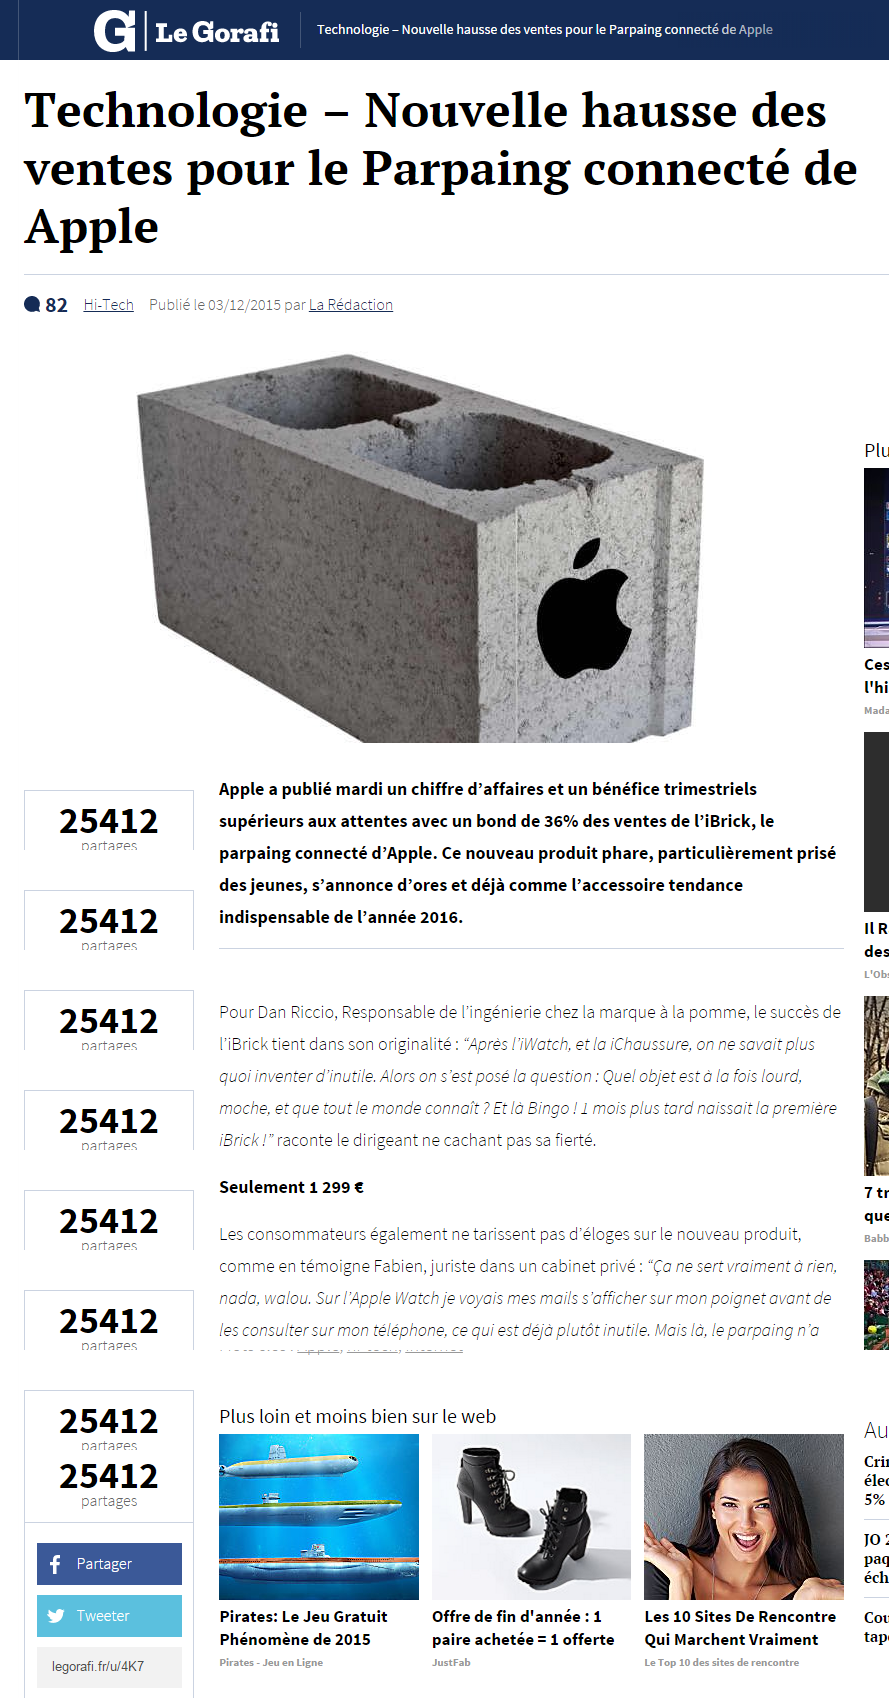 G Le Gorafi Technologie – Nouvelle hausse des ventes pour le Parpaing connecté de Apple
Technologie – Nouvelle hausse des
ventes pour le Parpaing connecté de
Apple
82 Hi-Tech Publié le 03/12/2015 par La Rédaction
Apple a publié mardi un chiffre d’affaires et un bénéfice trimestriels
supérieurs aux attentes avec un bond de 36% des ventes de l’iBrick, le
parpaing connecté d’Apple. Ce nouveau produit phare, particulièrement prisé
des jeunes, s’annonce d’ores et déjà comme l’accessoire tendance
indispensable de l’année 2016.
Pour Dan Riccio, Responsable de l’ingénierie chez la marque à la pomme, le succès de
l’iBrick tient dans son originalité : “Après l’iWatch, et la iChaussure, on ne savait plus
quoi inventer d’inutile. Alors on s’est posé la question : Quel objet est à la fois lourd,
moche, et que tout le monde connaît ? Et là Bingo ! 1 mois plus tard naissait la première
iBrick !” raconte le dirigeant ne cachant pas sa fierté.
Seulement 1 299 €
Les consommateurs également ne tarissent pas d’éloges sur le nouveau produit,
comme en témoigne Fabien, juriste dans un cabinet privé : “Ça ne sert vraiment à rien,
nada, walou. Sur l’Apple Watch je voyais mes mails s’afficher sur mon poignet avant de
les consulter sur mon téléphone, ce qui est déjà plutôt inutile. Mais là, le parpaing n’a
25412
partages
25412
partages
25412
partages
25412
partages
25412
partages
25412
partages
25412
partages
25412
partages
Partager
Tweeter
legorafi.fr/u/4K7
Plus loin et moins bien sur le web
Pirates: Le Jeu Gratuit
Phénomène de 2015
Pirates - Jeu en Ligne
Offre de fin d'année : 1
paire achetée = 1 offerte
JustFab
Les 10 Sites De Rencontre
Qui Marchent Vraiment
Le Top 10 des sites de rencontre
Plu
Ces
l'hi
Mada
Il R
des
L'Obs
7 tr
que
Babb
Au
Crin
élec
5%
JO 2
paq
éch
Cou
tap